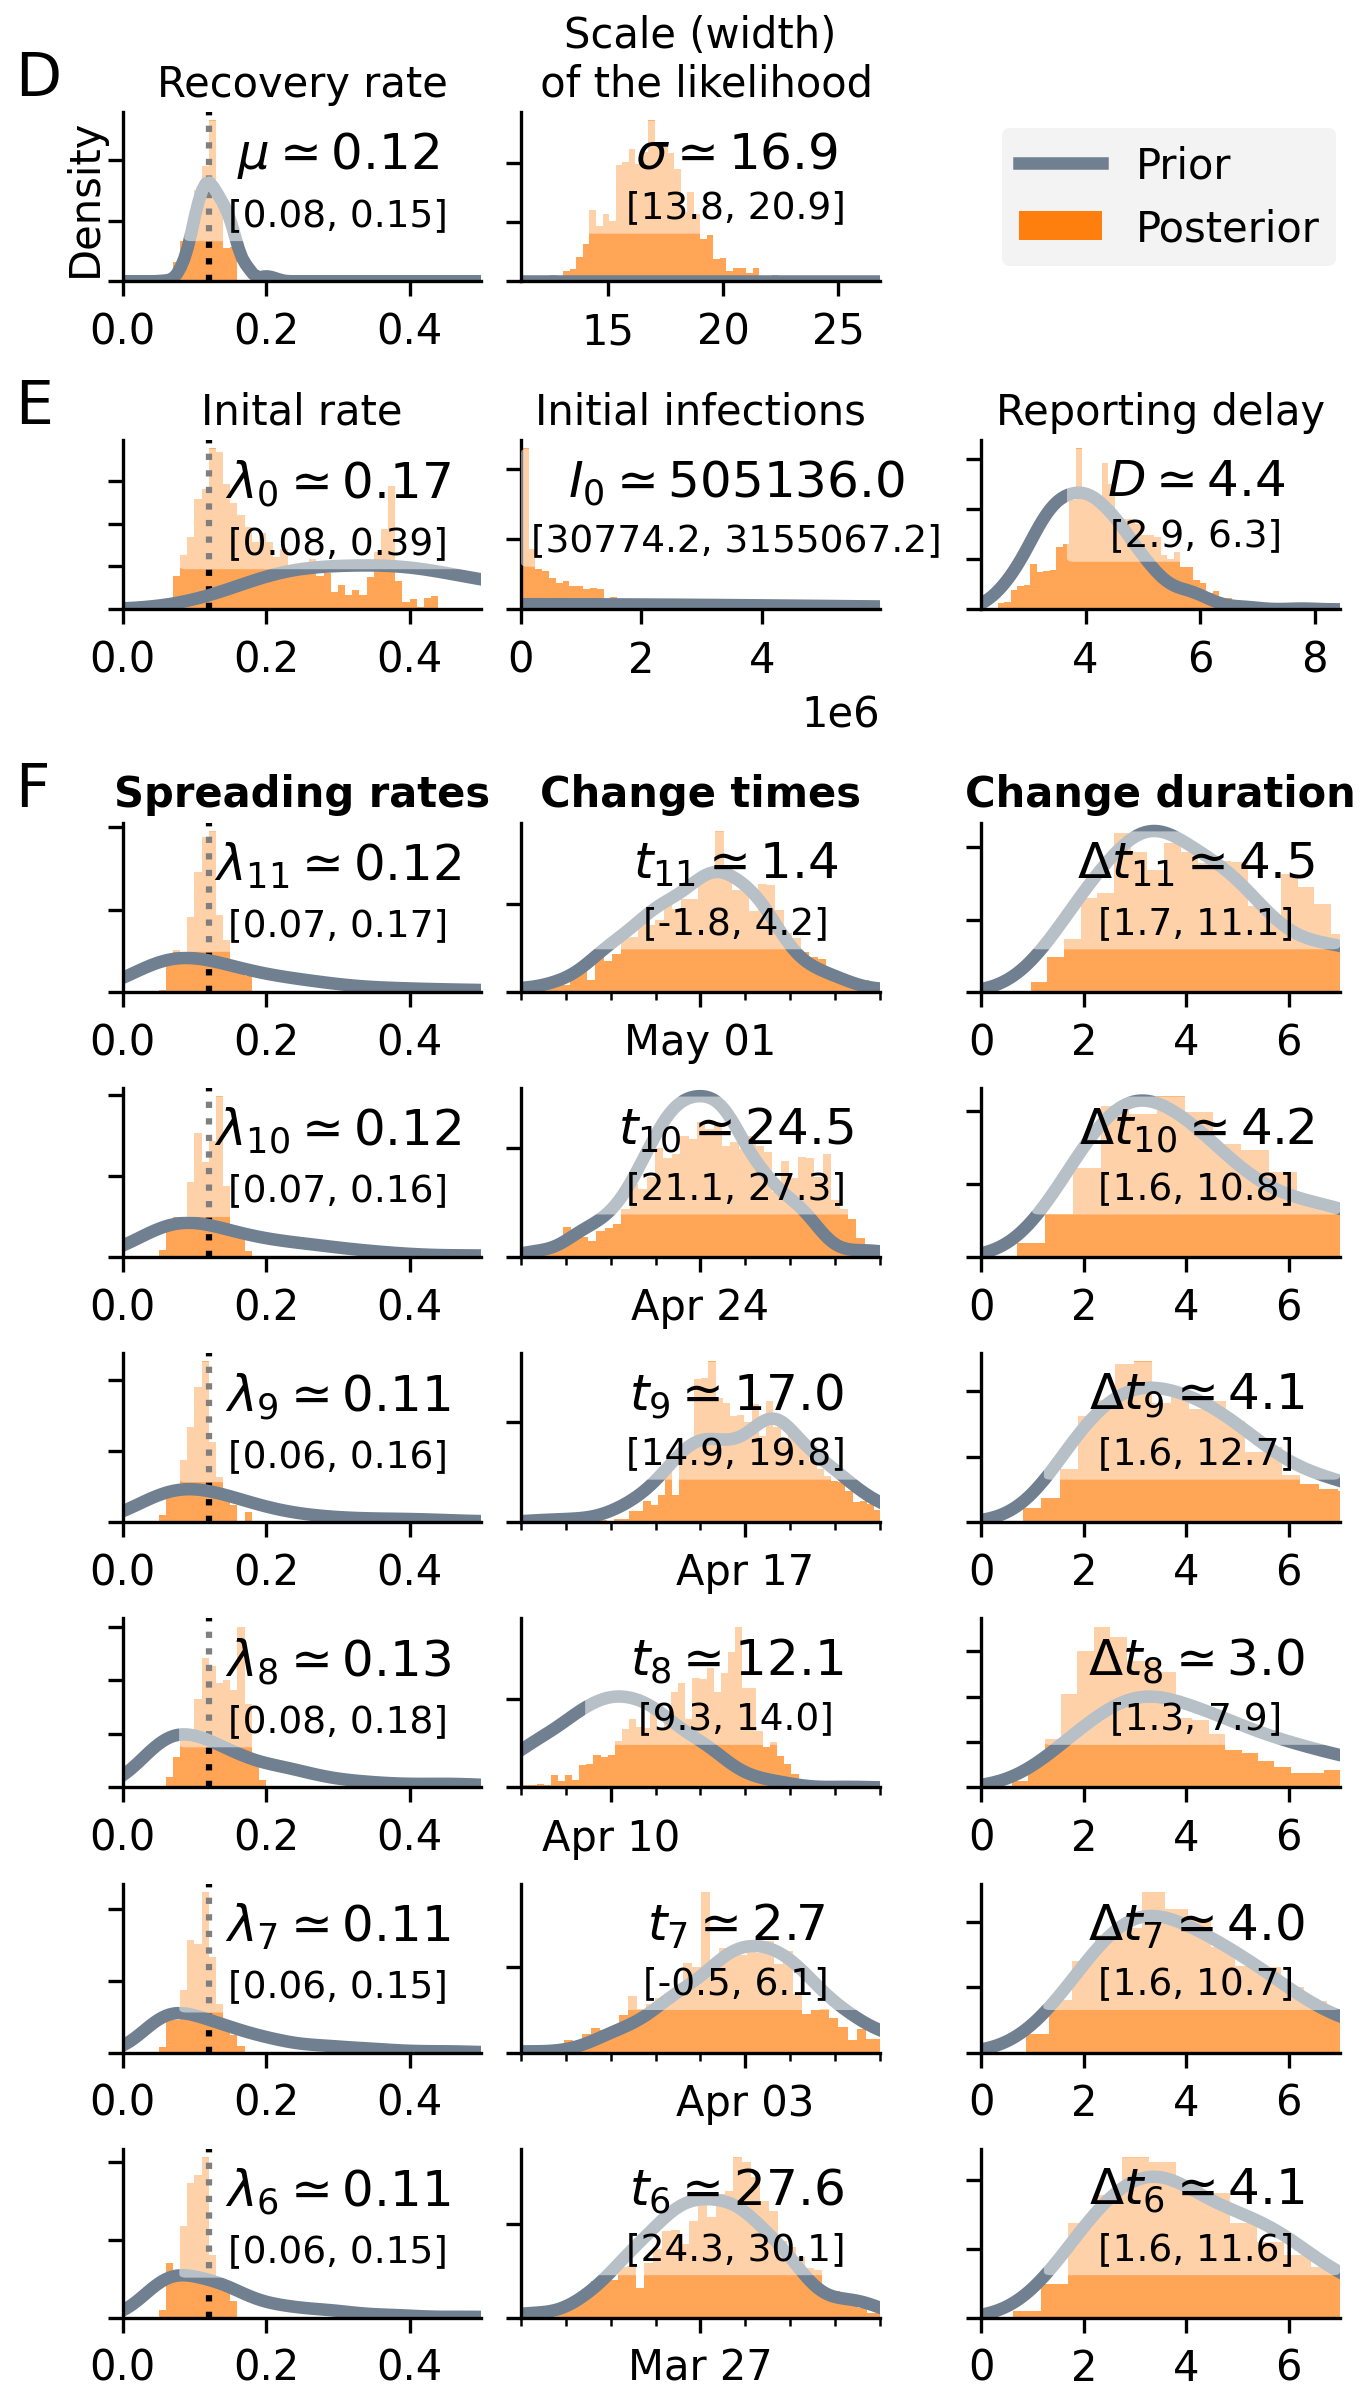 D
Recovery rate
Scale (width)
of the likelihood
Density
μ ≃ 0.12
[0.08, 0.15]
0.0 0.2 0.4
σ ≃ 16.9
[13.8, 20.9]
15 20 25
Prior
Posterior
E
Inital rate
λ0 ≃ 0.17
[0.08, 0.39]
0.0 0.2 0.4
Initial infections
I0 ≃ 505136.0
[30774.2, 3155067.2]
0 2 4
1e6
Reporting delay
D ≃ 4.4
[2.9, 6.3]
4 6 8
F
Spreading rates
Change times
Change duration
λ11 ≃ 0.12
[0.07, 0.17]
0.0 0.2 0.4
t11 ≃ 1.4
[-1.8, 4.2]
May 01
Δt11 ≃ 4.5
[1.7, 11.1]
0 2 4 6
λ10 ≃ 0.12
[0.07, 0.16]
0.0 0.2 0.4
t10 ≃ 24.5
[21.1, 27.3]
Apr 24
Δt10 ≃ 4.2
[1.6, 10.8]
0 2 4 6
λ9 ≃ 0.11
[0.06, 0.16]
0.0 0.2 0.4
t9 ≃ 17.0
[14.9, 19.8]
Apr 17
Δt9 ≃ 4.1
[1.6, 12.7]
0 2 4 6
λ8 ≃ 0.13
[0.08, 0.18]
0.0 0.2 0.4
t8 ≃ 12.1
[9.3, 14.0]
Apr 10
Δt8 ≃ 3.0
[1.3, 7.9]
0 2 4 6
λ7 ≃ 0.11
[0.06, 0.15]
0.0 0.2 0.4
t7 ≃ 2.7
[-0.5, 6.1]
Apr 03
Δt7 ≃ 4.0
[1.6, 10.7]
0 2 4 6
λ6 ≃ 0.11
[0.06, 0.15]
0.0 0.2 0.4
t6 ≃ 27.6
[24.3, 30.1]
Mar 27
Δt6 ≃ 4.1
[1.6, 11.6]
0 2 4 6